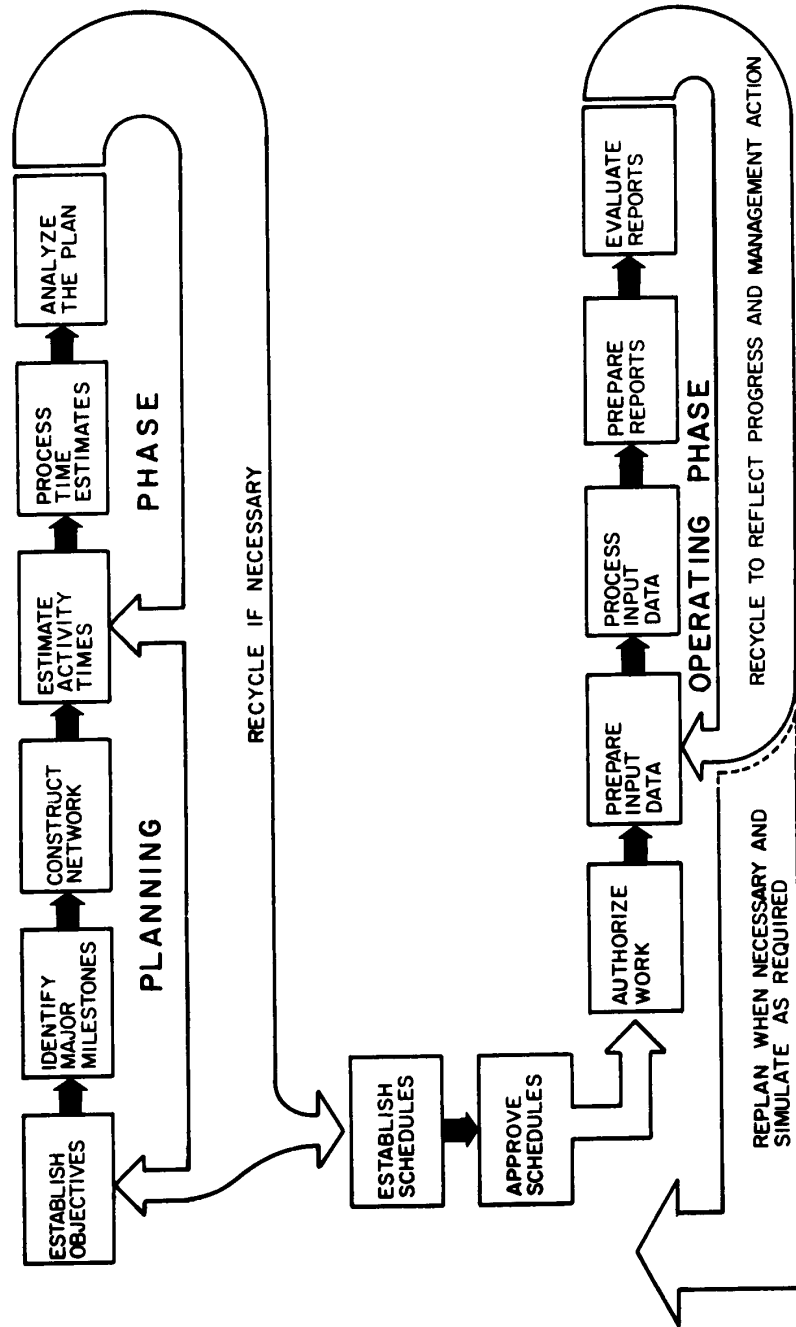 ESTABLISH
OBJECTIVES
IDENTIFY
MAJOR
MILESTONES
CONSTRUCT
NETWORK
ESTIMATE
ACTIVITY
TIMES
PROCESS
TIME
ESTIMATES
ANALYZE
THE PLAN
PLANNING PHASE
RECYCLE IF NECESSARY
ESTABLISH
SCHEDULES
APPROVE
SCHEDULES
AUTHORIZE
WORK
PREPARE
INPUT
DATA
PROCESS
INPUT
DATA
PREPARE
REPORTS
EVALUATE
REPORTS
OPERATING PHASE
RECYCLE TO REFLECT PROGRESS AND MANAGEMENT ACTION
REPLAN WHEN NECESSARY AND
SIMULATE AS REQUIRED